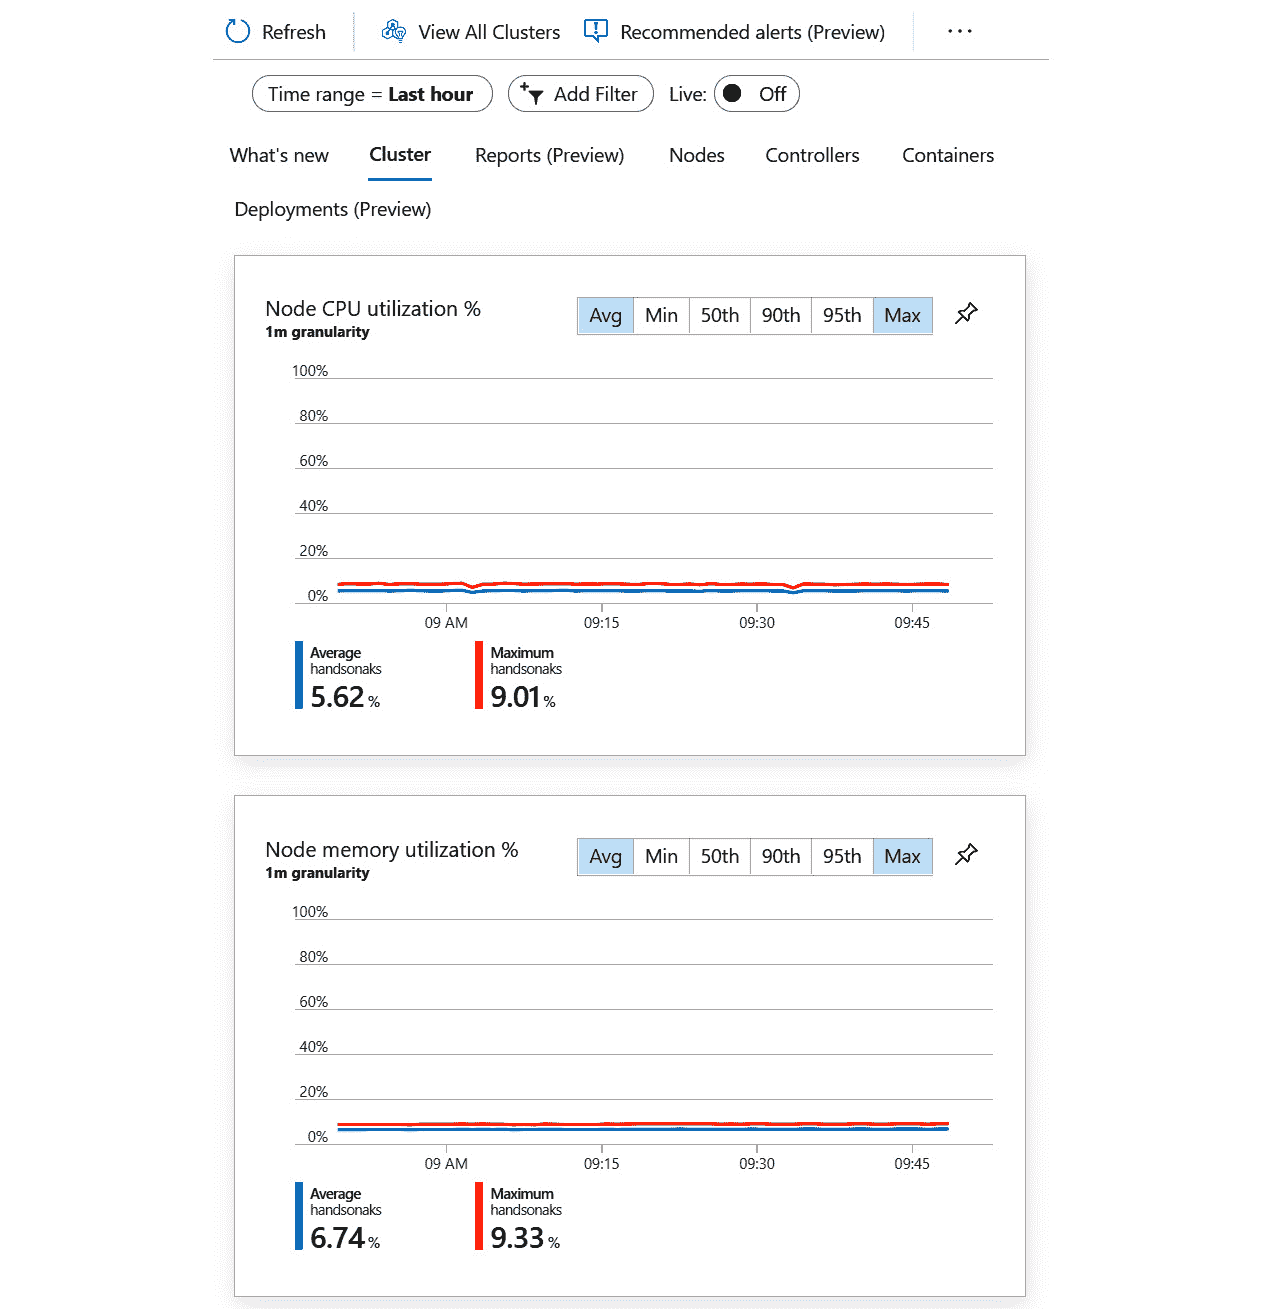 Refresh View All Clusters Recommended alerts (Preview) ...
Time range = Last hour Add Filter Live: Off
What's new Cluster Reports (Preview) Nodes Controllers Containers
Deployments (Preview)
Node CPU utilization % Avg Min 50th 90th 95th Max
1m granularity
100%
80%
60%
40%
20%
0%
09 AM 09:15 09:30 09:45
Average Maximum
handsonaks handsonaks
5.62 % 9.01 %
Node memory utilization % Avg Min 50th 90th 95th Max
1m granularity
100%
80%
60%
40%
20%
0%
09 AM 09:15 09:30 09:45
Average Maximum
handsonaks handsonaks
6.74 % 9.33 %